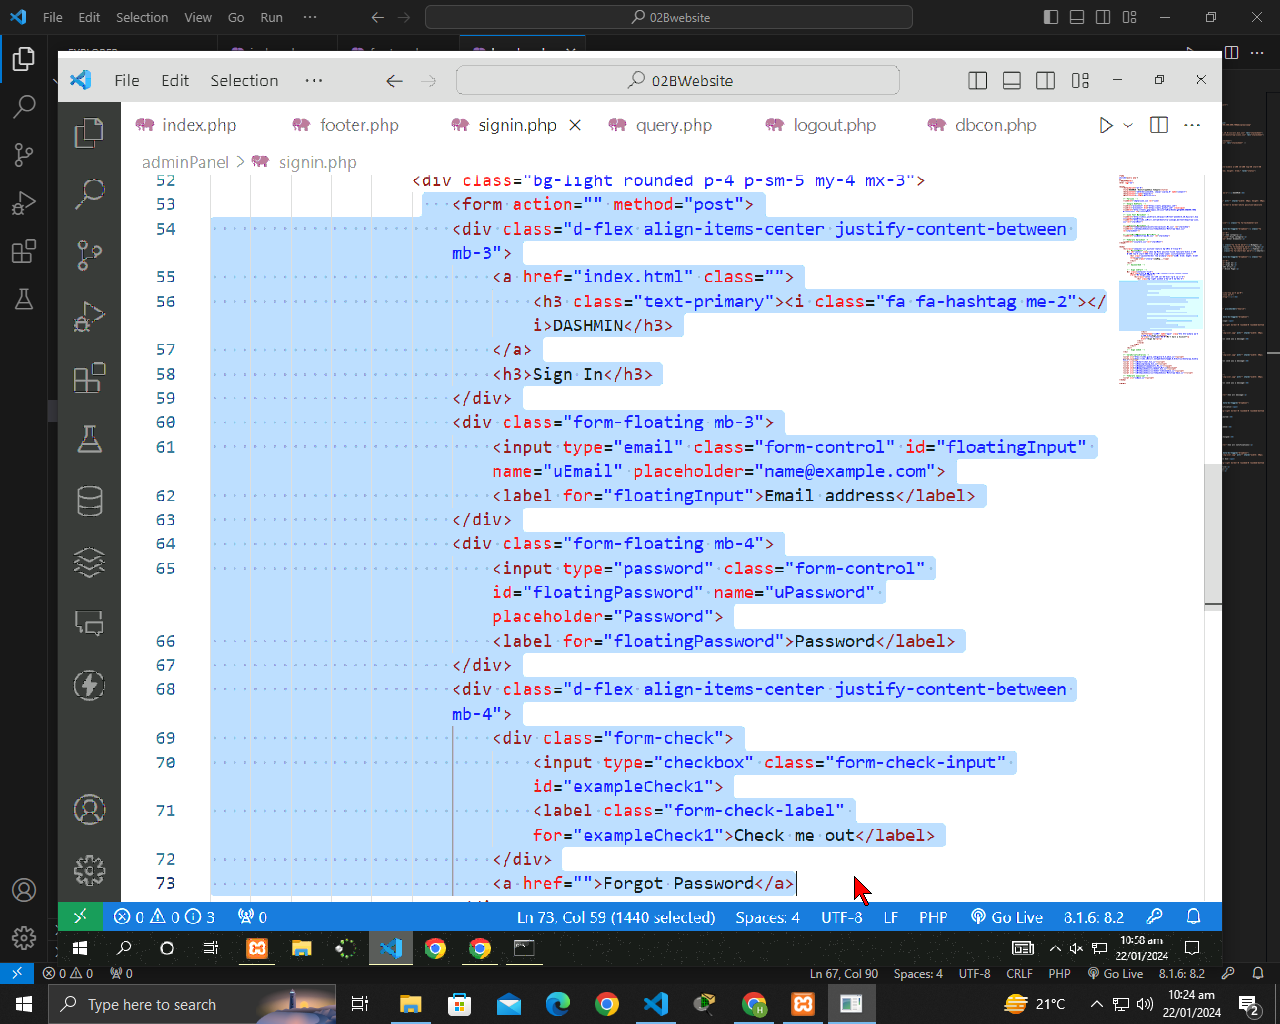 File Edit Selection View Go Run ··· 02Bwebsite
File Edit Selection ··· 02BWebsite
index.php footer.php signin.php query.php logout.php dbcon.php
adminPanel > signin.php
52 <div class="bg-light rounded p-4 p-sm-5 my-4 mx-3">
53 <form action="" method="post">
54 <div class="d-flex align-items-center justify-content-between
mb-3">
55 <a href="index.html" class="">
56 <h3 class="text-primary"><i class="fa fa-hashtag me-2"></
i>DASHMIN</h3>
57 </a>
58 <h3>Sign In</h3>
59 </div>
60 <div class="form-floating mb-3">
61 <input type="email" class="form-control" id="floatingInput"
name="uEmail" placeholder="name@example.com">
62 <label for="floatingInput">Email address</label>
63 </div>
64 <div class="form-floating mb-4">
65 <input type="password" class="form-control"
id="floatingPassword" name="uPassword"
placeholder="Password">
66 <label for="floatingPassword">Password</label>
67 </div>
68 <div class="d-flex align-items-center justify-content-between
mb-4">
69 <div class="form-check">
70 <input type="checkbox" class="form-check-input"
id="exampleCheck1">
71 <label class="form-check-label"
for="exampleCheck1">Check me out</label>
72 </div>
73 <a href="">Forgot Password</a>
0 0 3 0 Ln 73, Col 59 (1440 selected) Spaces: 4 UTF-8 LF PHP Go Live 8.1.6: 8.2
10:58 am
22/01/2024
0 0 0 Ln 67, Col 90 Spaces: 4 UTF-8 CRLF PHP Go Live 8.1.6: 8.2
Type here to search 21°C 10:24 am
22/01/2024
2